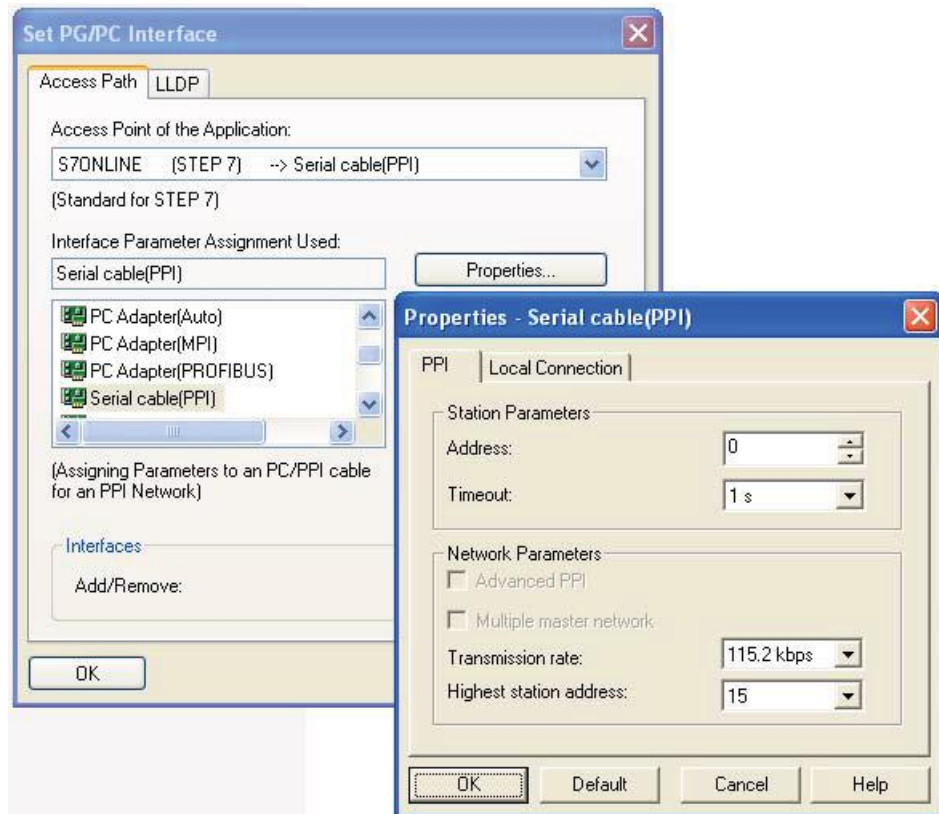 Set PG/PC Interface
Access Path
LLDP
Access Point of the Application:
S7ONLINE (STEP 7) --> Serial cable(PPI)
(Standard for STEP 7)
Interface Parameter Assignment Used:
Serial cable(PPI)
Properties...
PC Adapter(Auto)
PC Adapter(MPI)
PC Adapter(PROFIBUS)
Serial cable(PPI)
(Assigning Parameters to an PC/PPI cable
for an PPI Network)
Interfaces
Add/Remove:
OK
Properties - Serial cable(PPI)
PPI
Local Connection
Station Parameters
Address:
0
Timeout:
1 s
Network Parameters
Advanced PPI
Multiple master network
Transmission rate:
115.2 kbps
Highest station address:
15
OK
Default
Cancel
Help